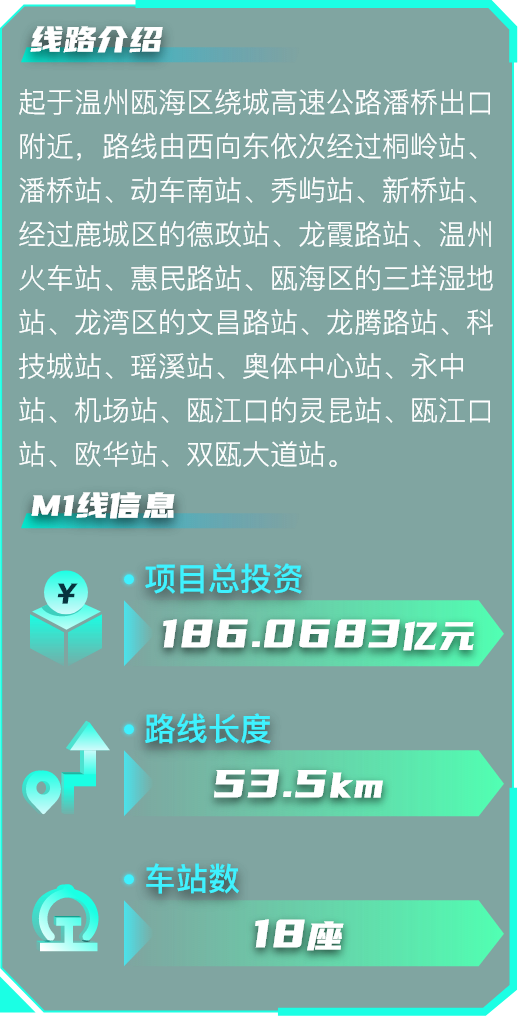 线路介绍
起于温州瓯海区绕城高速公路潘桥出口
附近，路线由西向东依次经过桐岭站、
潘桥站、动车南站、秀屿站、新桥站、
经过鹿城区的德政站、龙霞路站、温州
火车站、惠民路站、瓯海区的三垟湿地
站、龙湾区的文昌路站、龙腾路站、科
技城站、瑶溪站、奥体中心站、永中
站、机场站、瓯江口的灵昆站、瓯江口
站、欧华站、双瓯大道站。
M1线信息
¥
项目总投资
186.0683亿元
路线长度
53.5km
车站数
18座